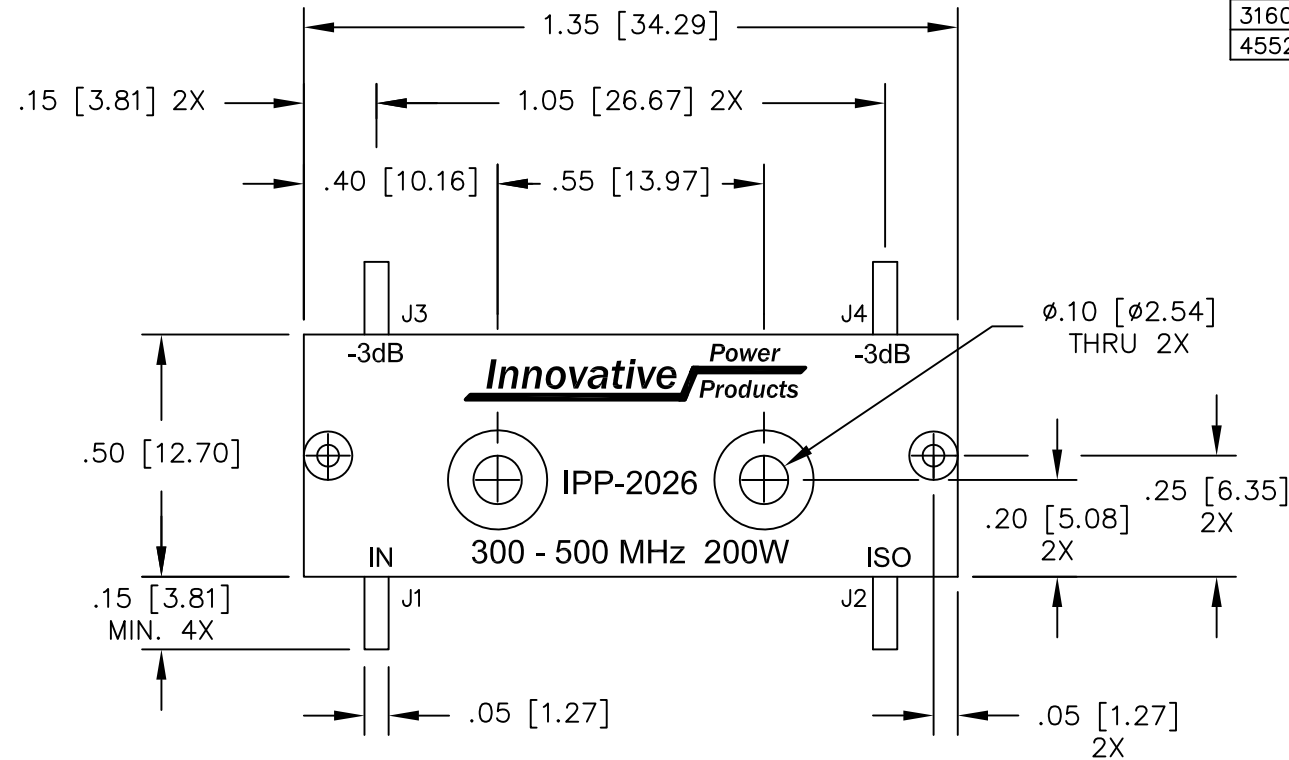 3160
4552
1.35 [34.29]
.15 [3.81] 2X
1.05 [26.67] 2X
.40 [10.16]
.55 [13.97]
J3
J4
ø.10 [ø2.54]
THRU 2X
-3dB
-3dB
Innovative Power Products
.50 [12.70]
IPP-2026
.25 [6.35]
2X
.20 [5.08]
2X
300 - 500 MHz 200W
IN
ISO
.15 [3.81]
MIN. 4X
J1
J2
.05 [1.27]
.05 [1.27]
2X